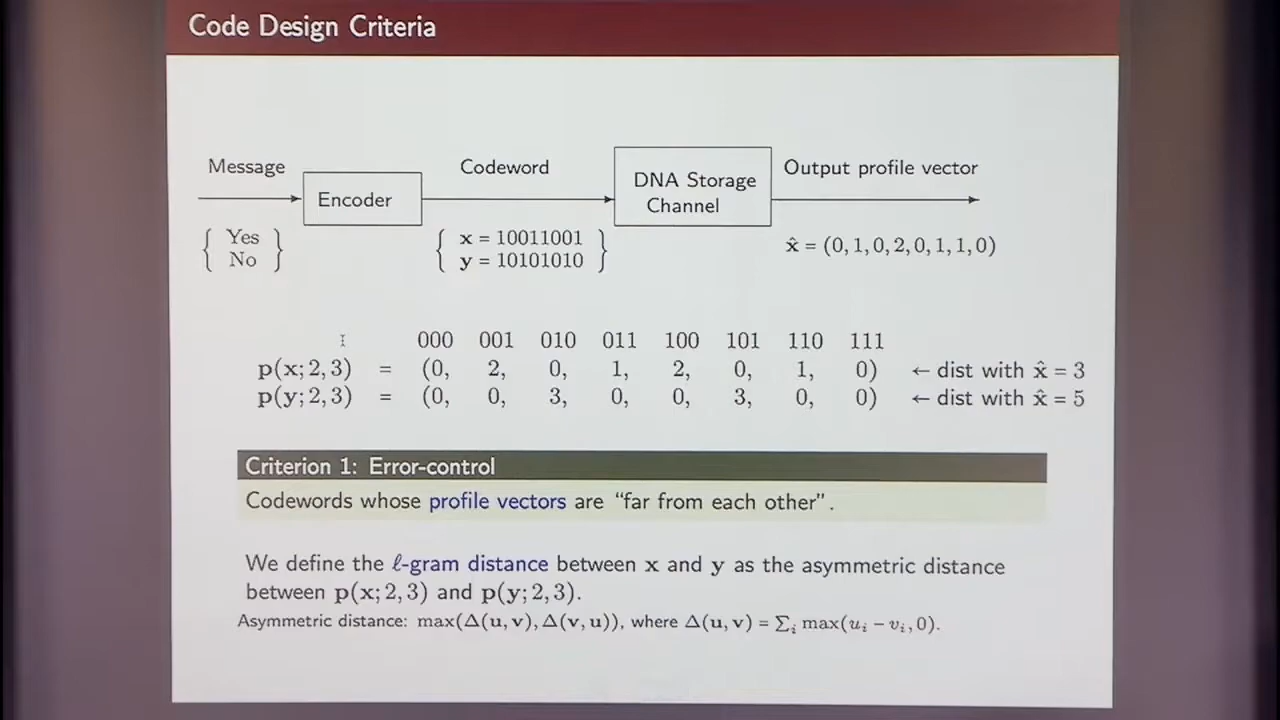 Code Design Criteria
Message
Encoder
Codeword
DNA Storage
Channel
Output profile vector
{ Yes
No }
{ x = 10011001
y = 10101010 }
x̂ = (0, 1, 0, 2, 0, 1, 1, 0)
000 001 010 011 100 101 110 111
p(x; 2, 3) = (0, 2, 0, 1, 2, 0, 1, 0) ← dist with x̂ = 3
p(y; 2, 3) = (0, 0, 3, 0, 0, 3, 0, 0) ← dist with x̂ = 5
Criterion 1: Error-control
Codewords whose profile vectors are “far from each other”.
We define the ℓ-gram distance between x and y as the asymmetric distance
between p(x; 2, 3) and p(y; 2, 3).
Asymmetric distance: max(Δ(u, v), Δ(v, u)), where Δ(u, v) = ∑ᵢ max(uᵢ − vᵢ, 0).